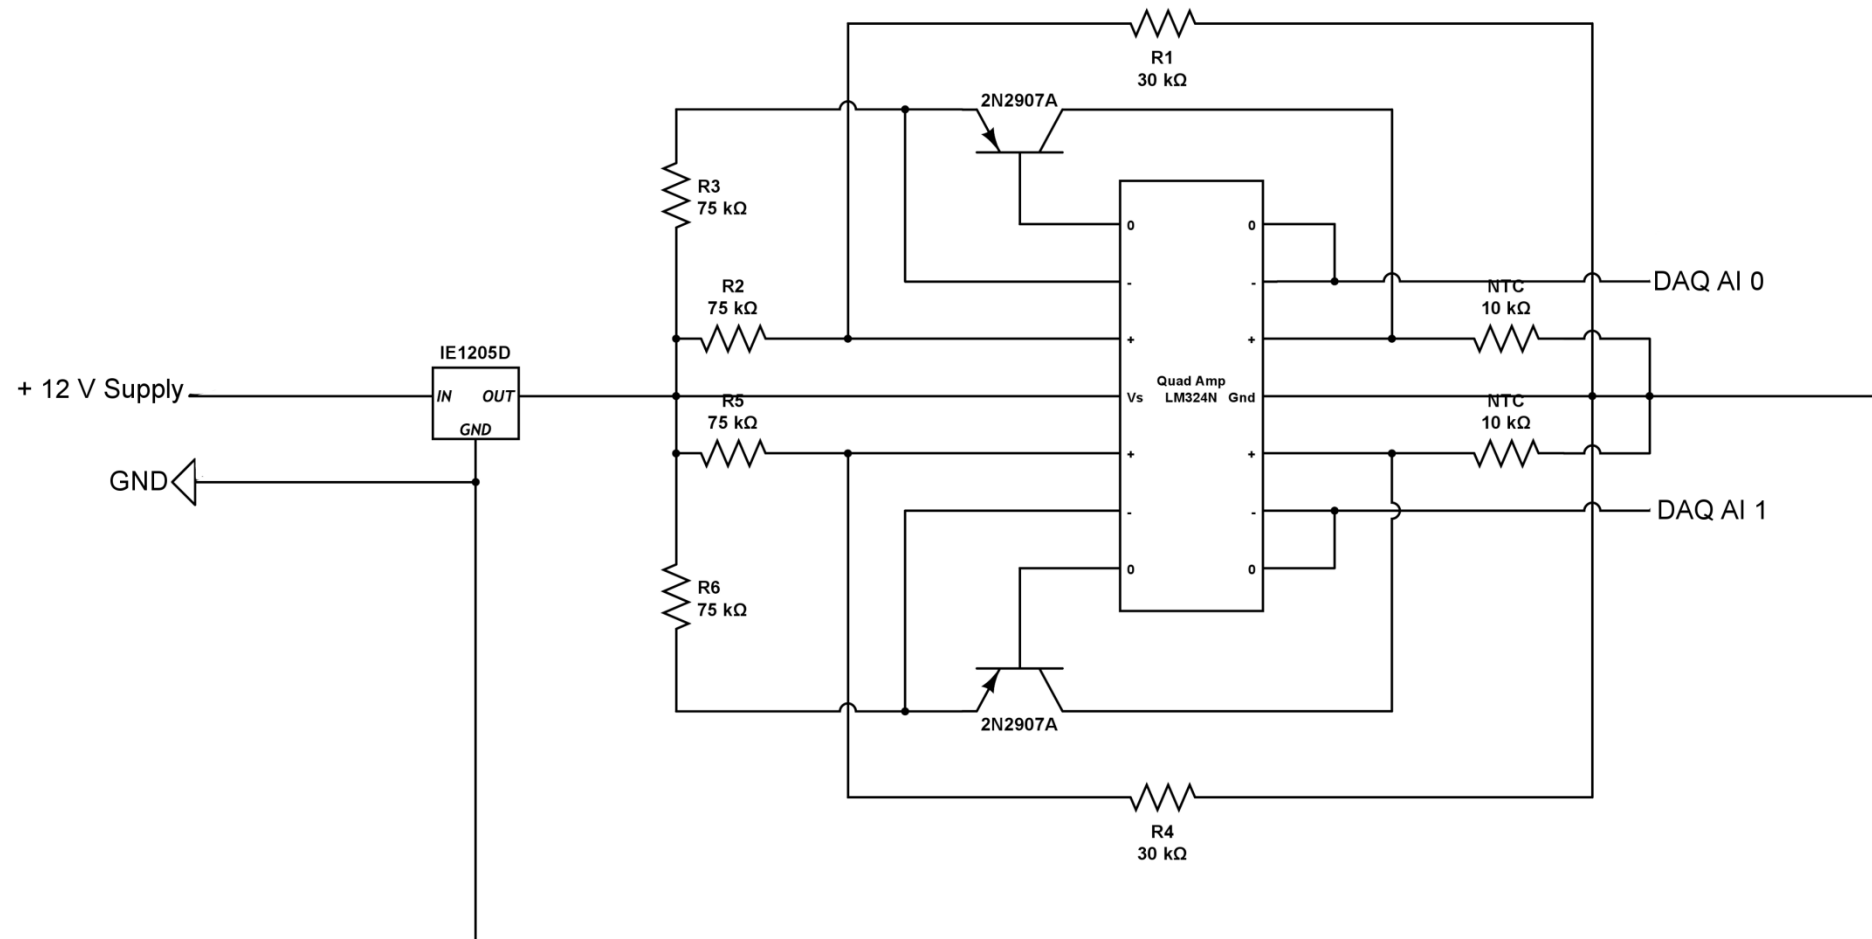 R1
30 kΩ
2N2907A
R3
75 kΩ
0
0
R2
75 kΩ
-
-
NTC
10 kΩ
DAQ AI 0
+
+
IE1205D
+ 12 V Supply
IN
OUT
GND
Quad Amp
LM324N
Vs
Gnd
R5
75 kΩ
NTC
10 kΩ
+
+
GND
-
-
DAQ AI 1
0
0
R6
75 kΩ
2N2907A
R4
30 kΩ